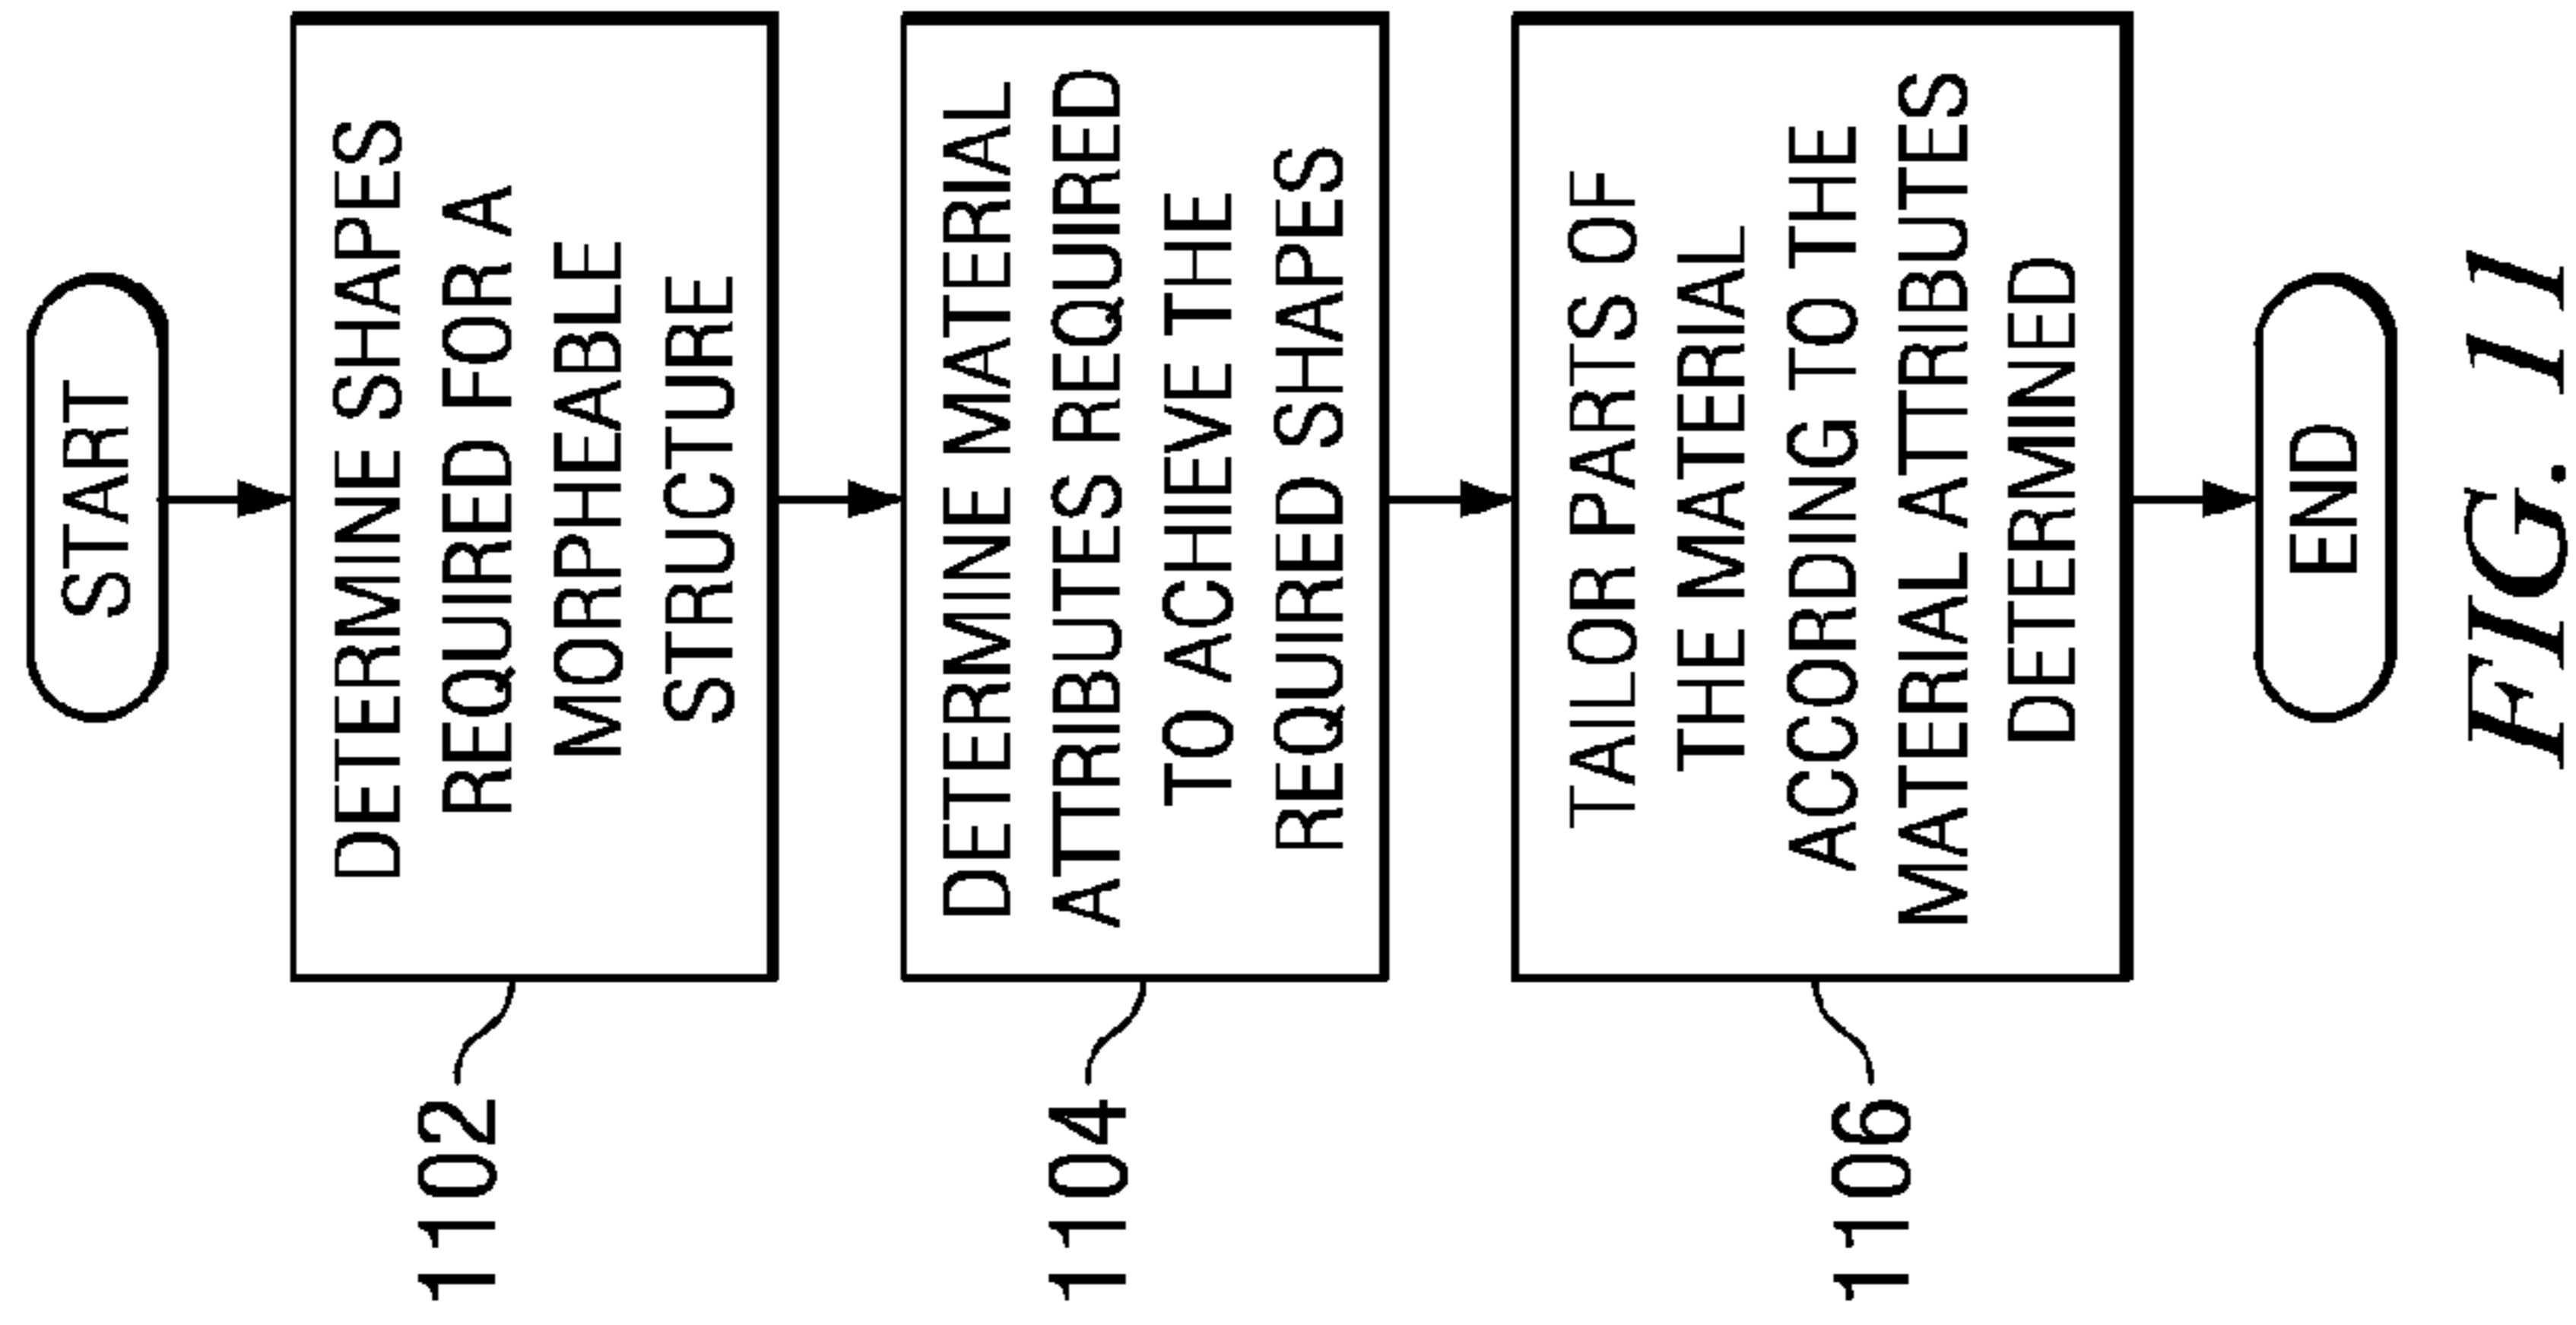 START
DETERMINE SHAPES
REQUIRED FOR A
MORPHEABLE
STRUCTURE
1102
DETERMINE MATERIAL
ATTRIBUTES REQUIRED
TO ACHIEVE THE
REQUIRED SHAPES
1104
TAILOR PARTS OF
THE MATERIAL
ACCORDING TO THE
MATERIAL ATTRIBUTES
DETERMINED
1106
END
FIG. 11